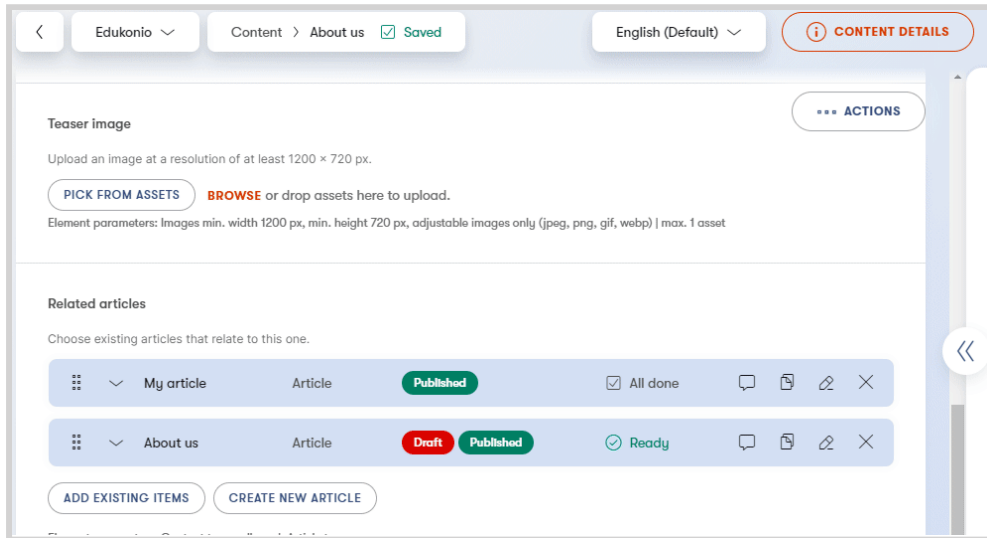 Edukonio Content > About us Saved English (Default) CONTENT DETAILS
ACTIONS
Teaser image
Upload an image at a resolution of at least 1200 × 720 px.
PICK FROM ASSETS BROWSE or drop assets here to upload.
Element parameters: Images min. width 1200 px, min. height 720 px, adjustable images only (jpeg, png, gif, webp) | max. 1 asset
Related articles
Choose existing articles that relate to this one.
My article Article Published All done
About us Article Draft Published Ready
ADD EXISTING ITEMS CREATE NEW ARTICLE